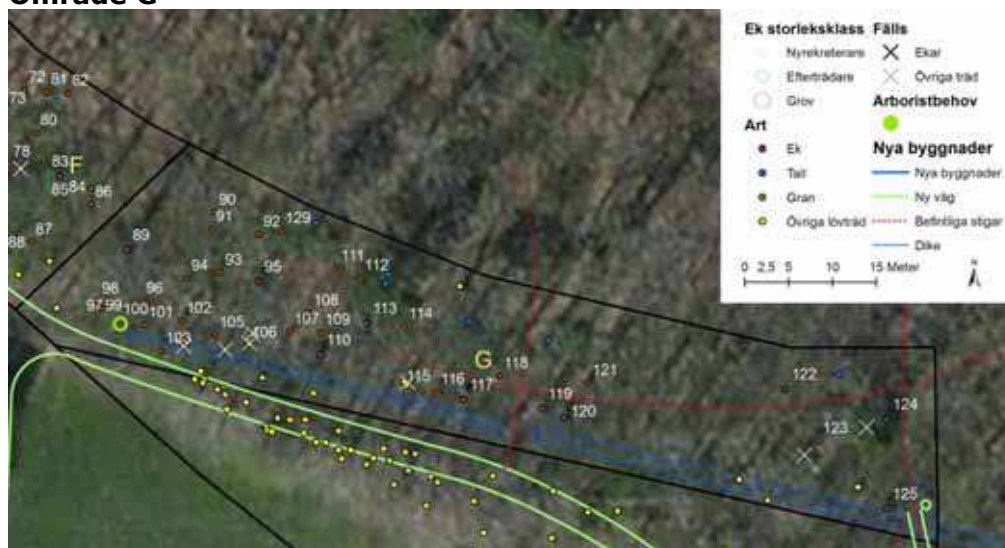 Område G
Ek storleksklass
Nyrekreterare
Efterträdare
Grov
Art
Ek
Tall
Gran
Övriga lövträd
Fälls
Ekar
Övriga träd
Arboristbehov
Nya byggnader
Nya byggnader
Ny väg
Befintliga stigar
Dike
0 2.5 5 10 15 Meter
N
72 81 82
73
80
78
83 F
85 84 86
90
91
92 129
87
88
89
94 93
95
111 112
98
96
97 99 100 101 102
108
113
114
105 106
107 109
103
110
G 118
115 116 117
121
119
120
122
124
123
125